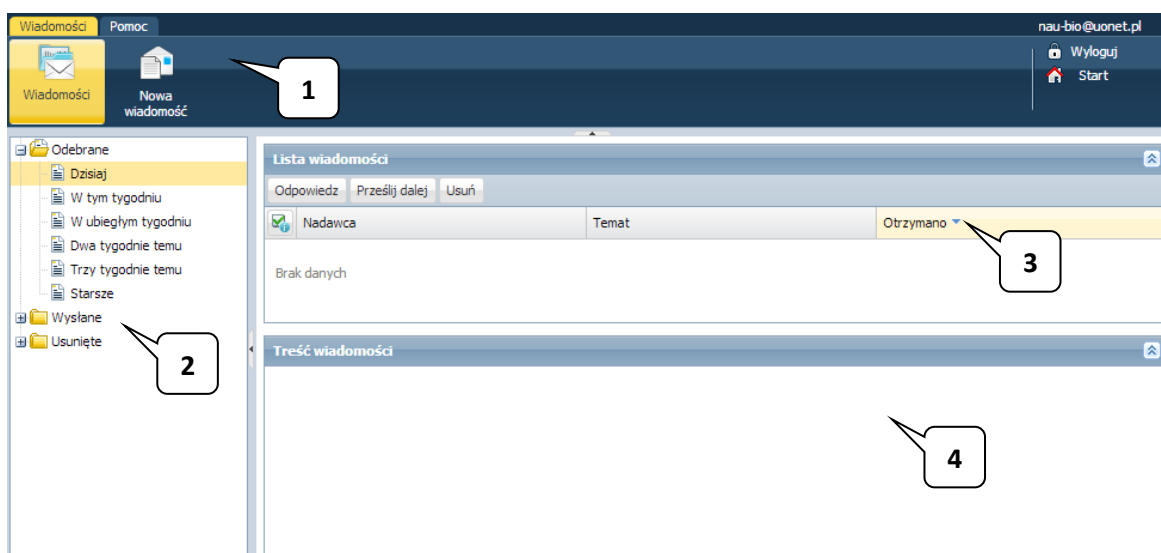 Wiadomości Pomoc nau-bio@uonet.pl
Wiadomości
Nowa
wiadomość
Wyloguj
Start
1
Odebrane
Dzisiaj
W tym tygodniu
W ubiegłym tygodniu
Dwa tygodnie temu
Trzy tygodnie temu
Starsze
Wysłane
Usunięte
2
Lista wiadomości
Odpowiedz Prześlij dalej Usuń
Nadawca Temat Otrzymano
3
Brak danych
Treść wiadomości
4